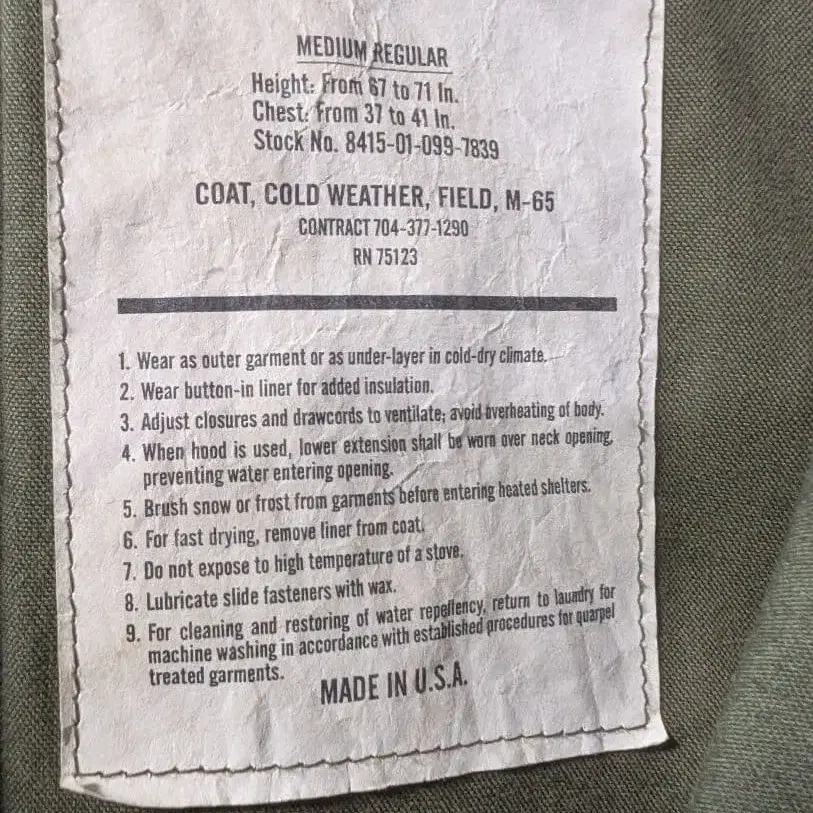 MEDIUM REGULAR
Height: From 67 to 71 In.
Chest: From 37 to 41 In.
Stock No. 8415-01-099-7839
COAT, COLD WEATHER, FIELD, M-65
CONTRACT 704-377-1290
RN 75123
1. Wear as outer garment or as under-layer in cold-dry climate.
2. Wear button-in liner for added insulation.
3. Adjust closures and drawcords to ventilate; avoid overheating of body.
4. When hood is used, lower extension shall be worn over neck opening,
preventing water entering opening.
5. Brush snow or frost from garments before entering heated shelters.
6. For fast drying, remove liner from coat.
7. Do not expose to high temperature of a stove.
8. Lubricate slide fasteners with wax.
9. For cleaning and restoring of water repellency, return to laundry for
machine washing in accordance with established procedures for quarpel
treated garments.
MADE IN U.S.A.